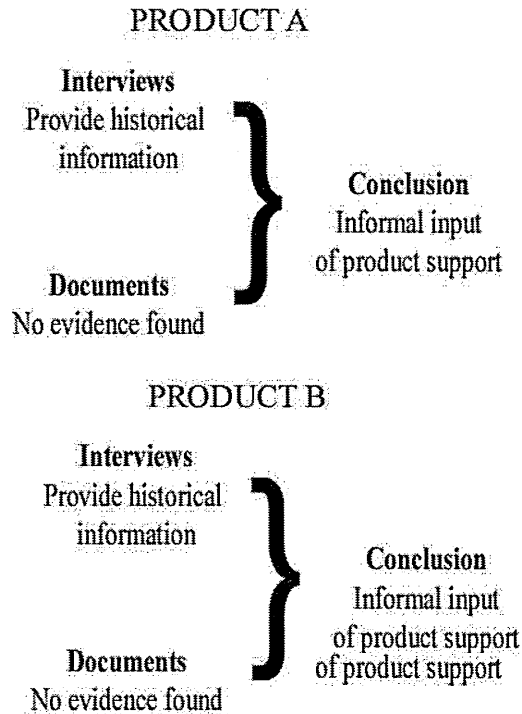 PRODUCT A
Interviews
Provide historical
information
Conclusion
Informal input
of product support
Documents
No evidence found
PRODUCT B
Interviews
Provide historical
information
Conclusion
Informal input
of product support
of product support
Documents
No evidence found